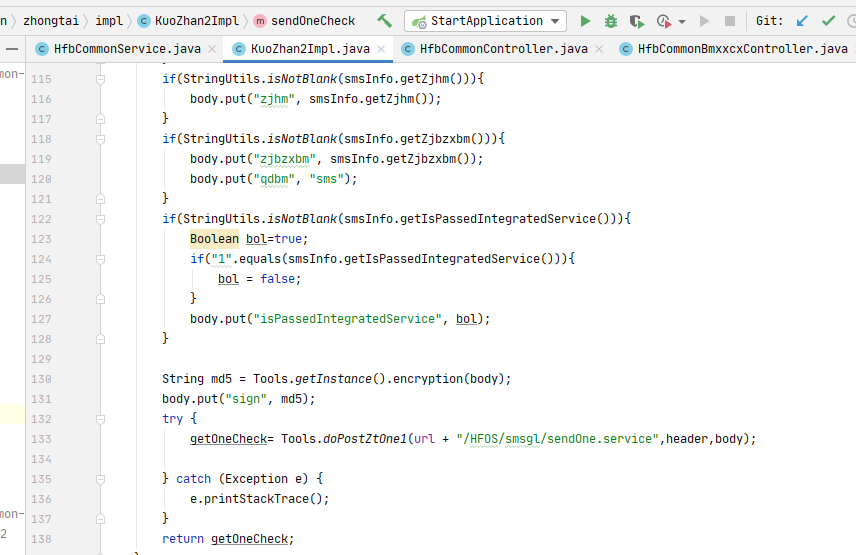 n › zhongtai › impl › KuoZhan2Impl › m sendOneCheck StartApplication Git:
HfbCommonService.java × KuoZhan2Impl.java × HfbCommonController.java × HfbCommonBmxxcxController.java
mon-
115 if(StringUtils.isNotBlank(smsInfo.getZjhm())){
116 body.put("zjhm", smsInfo.getZjhm());
117 }
118 if(StringUtils.isNotBlank(smsInfo.getZjbzxbm())){
119 body.put("zjbzxbm", smsInfo.getZjbzxbm());
120 body.put("qdbm", "sms");
121 }
122 if(StringUtils.isNotBlank(smsInfo.getIsPassedIntegratedService())){
123 Boolean bol=true;
124 if("1".equals(smsInfo.getIsPassedIntegratedService())){
125 bol = false;
126 }
127 body.put("isPassedIntegratedService", bol);
128 }
129
130 String md5 = Tools.getInstance().encryption(body);
131 body.put("sign", md5);
132 try {
133 getOneCheck= Tools.doPostZtOne1(url + "/HFOS/smsgl/sendOne.service",header,body);
134
135 } catch (Exception e) {
136 e.printStackTrace();
mon-
137 }
2
138 return getOneCheck;